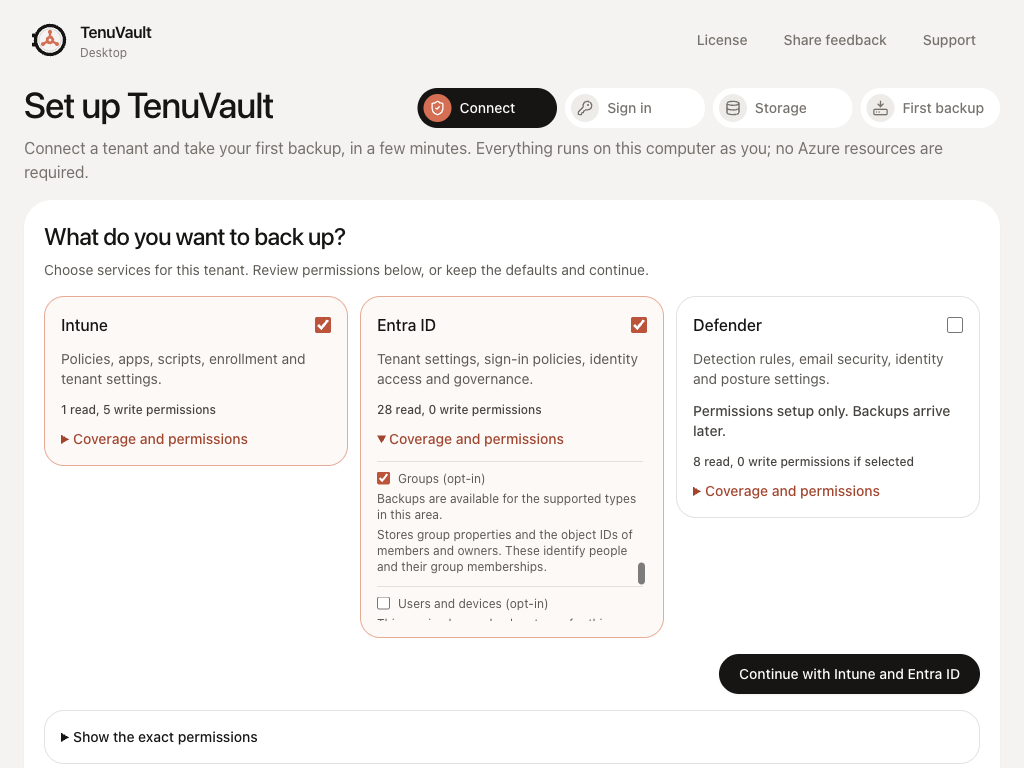 TenuVault
Desktop
License
Share feedback
Support
Set up TenuVault
Connect
Sign in
Storage
First backup
Connect a tenant and take your first backup, in a few minutes. Everything runs on this computer as you; no Azure resources are
required.
What do you want to back up?
Choose services for this tenant. Review permissions below, or keep the defaults and continue.
Intune
Policies, apps, scripts, enrollment and
tenant settings.
1 read, 5 write permissions
Coverage and permissions
Entra ID
Tenant settings, sign-in policies, identity
access and governance.
28 read, 0 write permissions
Coverage and permissions
Groups (opt-in)
Backups are available for the supported types
in this area.
Stores group properties and the object IDs of
members and owners. These identify people
and their group memberships.
Users and devices (opt-in)
Defender
Detection rules, email security, identity
and posture settings.
Permissions setup only. Backups arrive
later.
8 read, 0 write permissions if selected
Coverage and permissions
Continue with Intune and Entra ID
Show the exact permissions